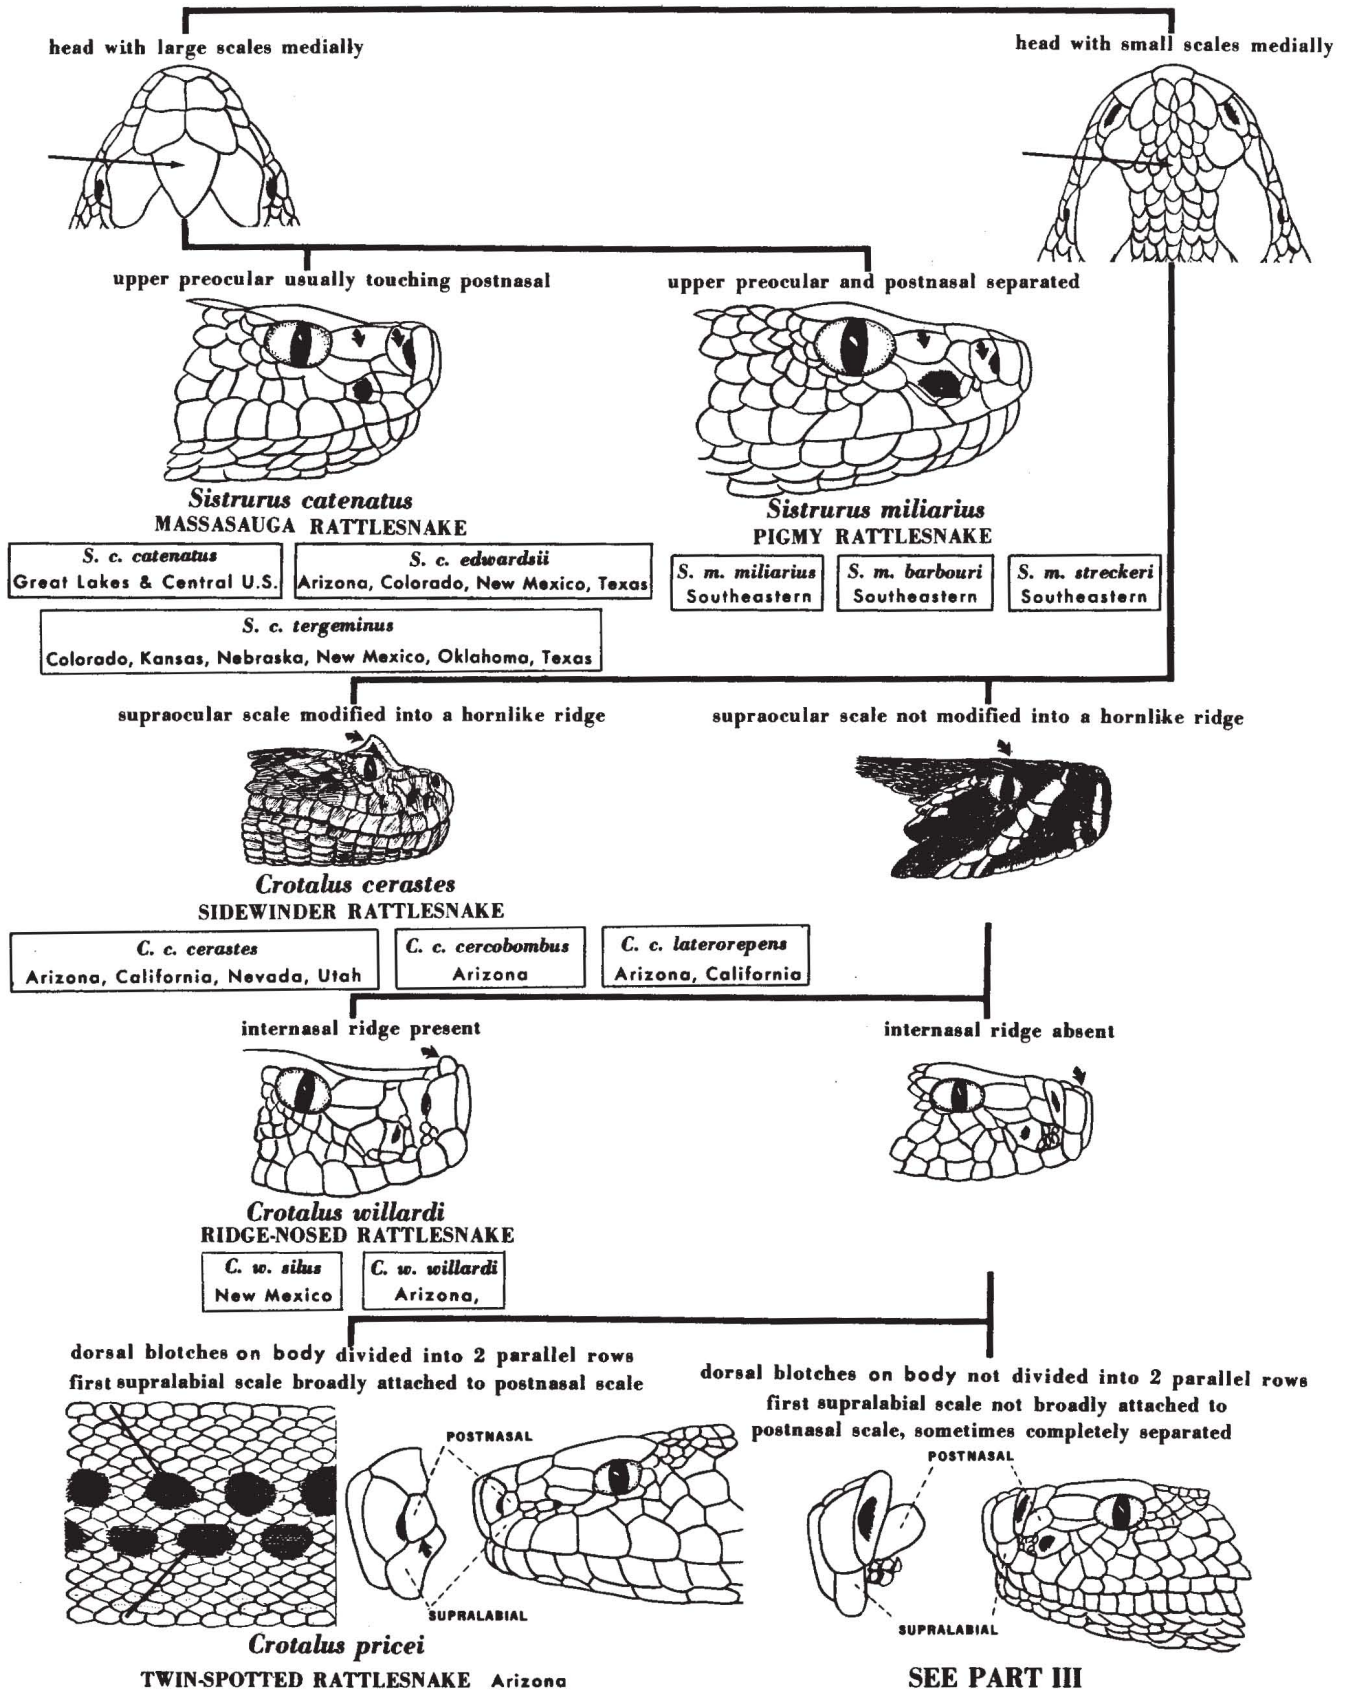 head with large scales medially
head with small scales medially
upper preocular usually touching postnasal
upper preocular and postnasal separated
Sistrurus catenatus
MASSASAUGA RATTLESNAKE
Sistrurus miliarius
PIGMY RATTLESNAKE
S. c. catenatus
Great Lakes & Central U.S.
S. c. edwardsii
Arizona, Colorado, New Mexico, Texas
S. m. miliarius
Southeastern
S. m. barbouri
Southeastern
S. m. streckeri
Southeastern
S. c. tergeminus
Colorado, Kansas, Nebraska, New Mexico, Oklahoma, Texas
supraocular scale modified into a hornlike ridge
supraocular scale not modified into a hornlike ridge
Crotalus cerastes
SIDEWINDER RATTLESNAKE
C. c. cerastes
Arizona, California, Nevada, Utah
C. c. cercobombus
Arizona
C. c. laterorepens
Arizona, California
internasal ridge present
internasal ridge absent
Crotalus willardi
RIDGE-NOSED RATTLESNAKE
C. w. silus
New Mexico
C. w. willardi
Arizona,
dorsal blotches on body divided into 2 parallel rows
first supralabial scale broadly attached to postnasal scale
dorsal blotches on body not divided into 2 parallel rows
first supralabial scale not broadly attached to
postnasal scale, sometimes completely separated
POSTNASAL
SUPRALABIAL
POSTNASAL
SUPRALABIAL
Crotalus pricei
TWIN-SPOTTED RATTLESNAKE Arizona
SEE PART III